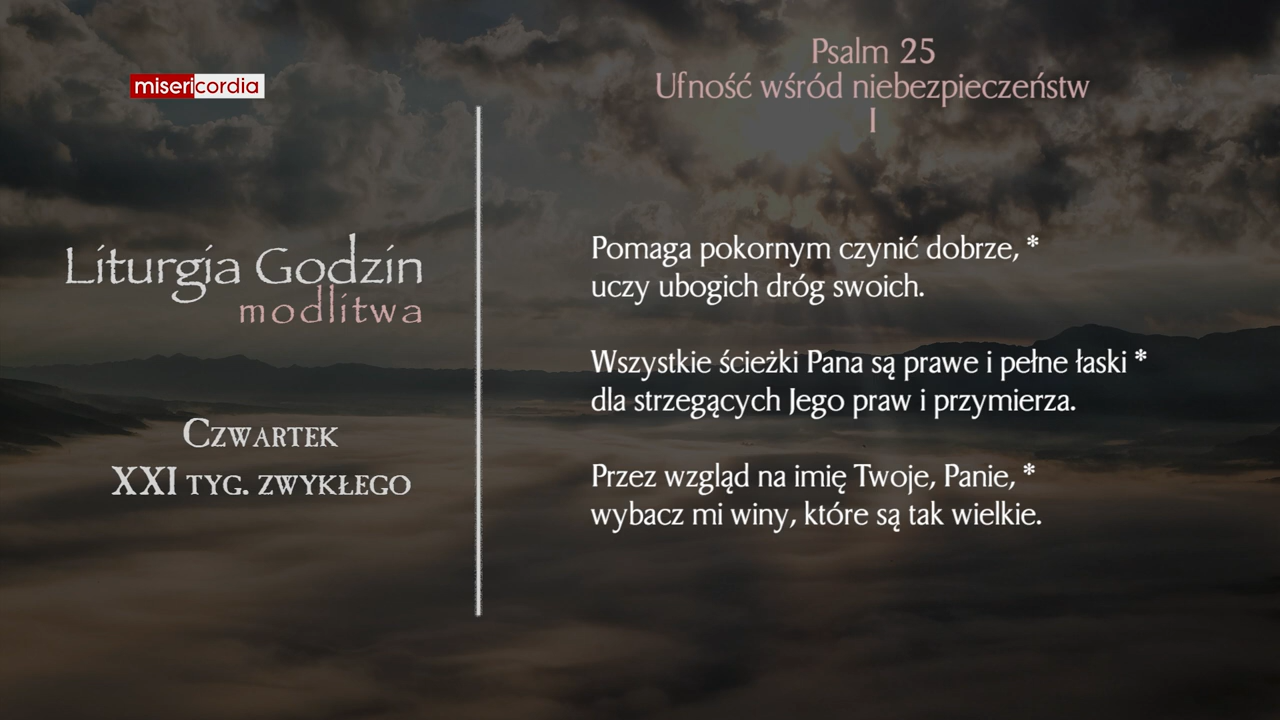 misericordia
Liturgia Godzin
modlitwa
Czwartek
XXI tyg. zwykłego
Psalm 25
Ufność wśród niebezpieczeństw
I
Pomaga pokornym czynić dobrze, *
uczy ubogich dróg swoich.
Wszystkie ścieżki Pana są prawe i pełne łaski *
dla strzegących Jego praw i przymierza.
Przez wzgląd na imię Twoje, Panie, *
wybacz mi winy, które są tak wielkie.